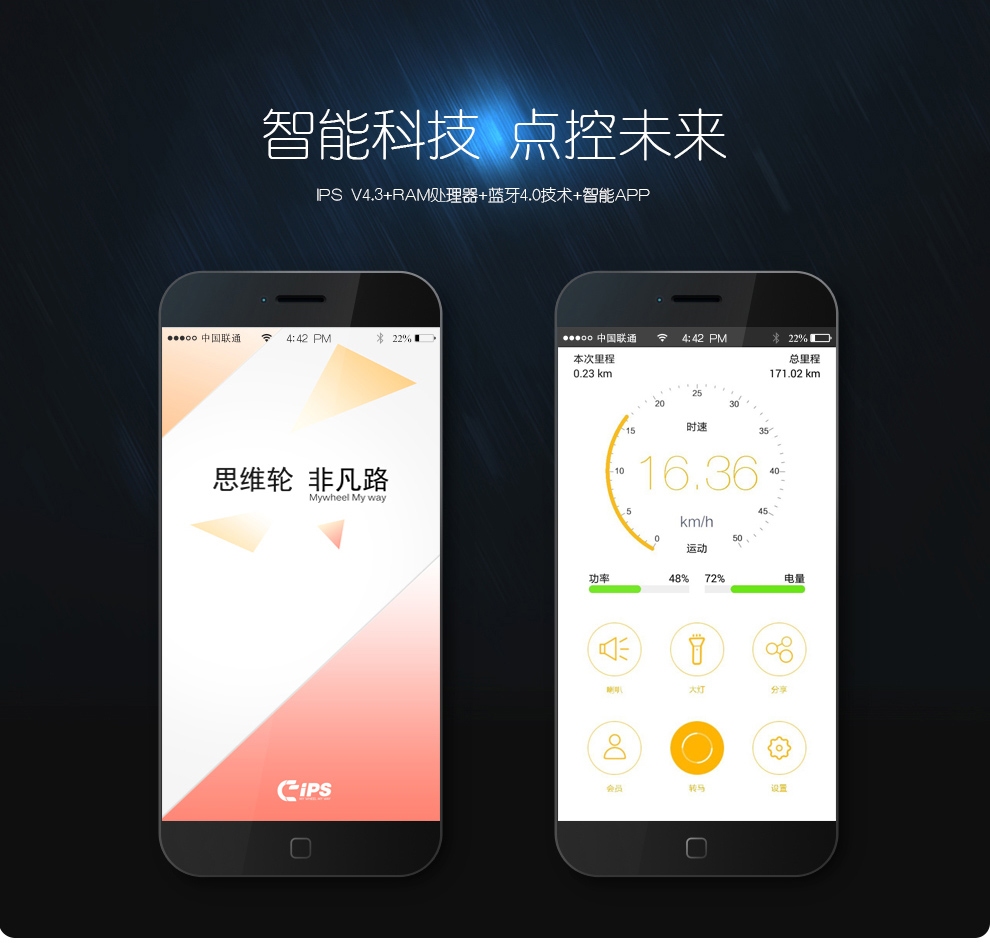 智能科技 点控未来
IPS V4.3+RAM处理器+蓝牙4.0技术+智能APP
中国联通 4:42 PM 22%
思维轮 非凡路
Mywheel My way
iPS
中国联通 4:42 PM 22%
本次里程 总里程
0.23 km 171.02 km
25
20 30
时速
15 35
16.36
10 40
km/h
5 45
0 50
运动
功率 48% 72% 电量
喇叭 大灯 分享
会员 转马 设置